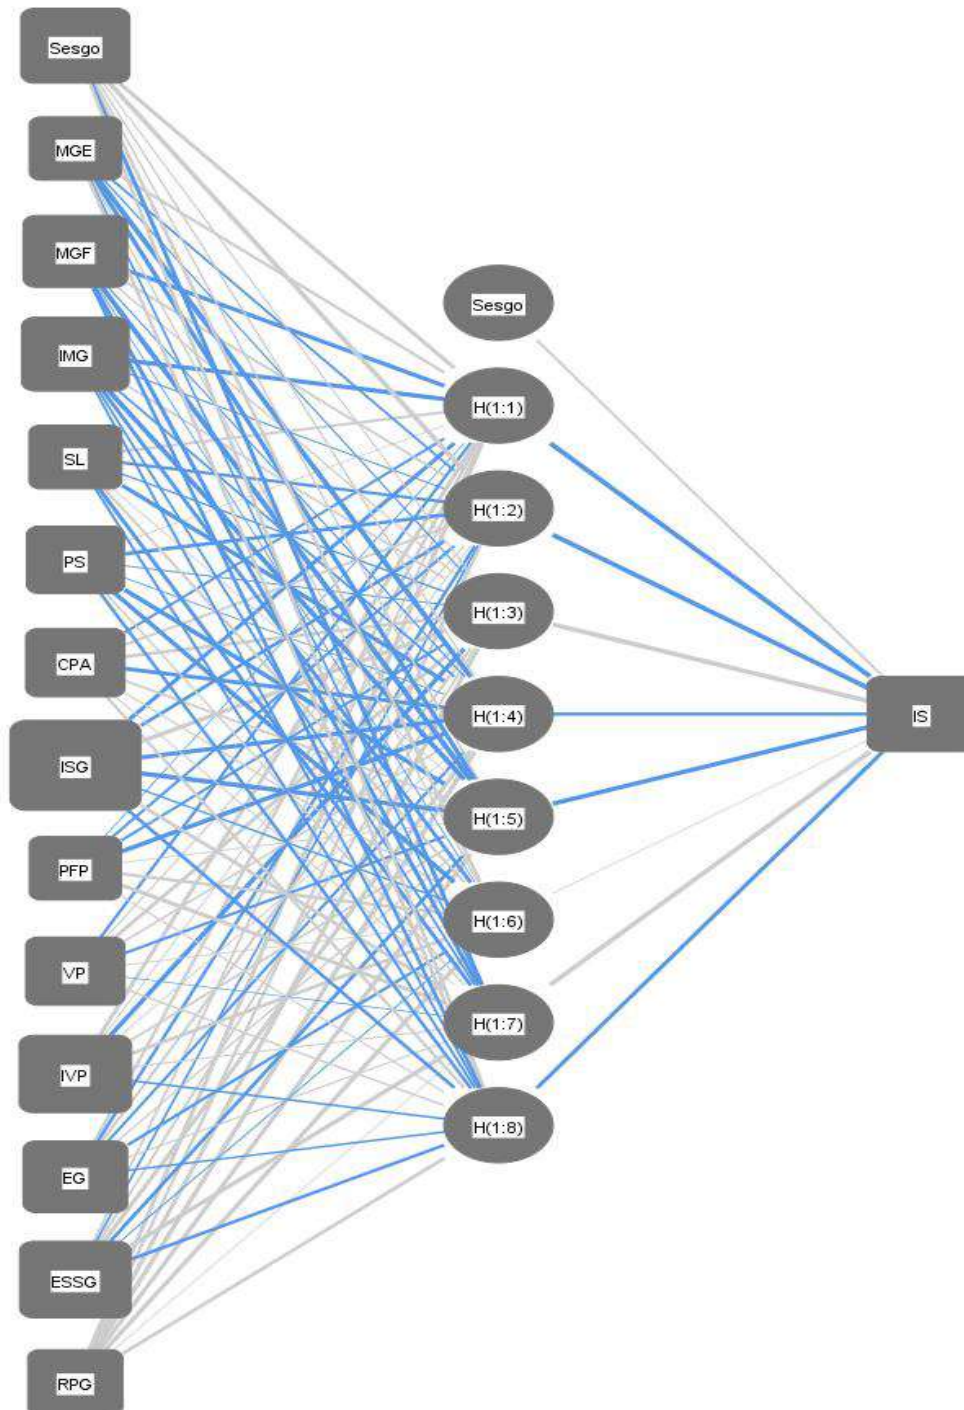 Sesgo
MGE
MGF
IMG
SL
PS
CPA
ISG
PFP
VP
IVP
EG
ESSG
RPG
Sesgo
H(1:1)
H(1:2)
H(1:3)
H(1:4)
H(1:5)
H(1:6)
H(1:7)
H(1:8)
IS